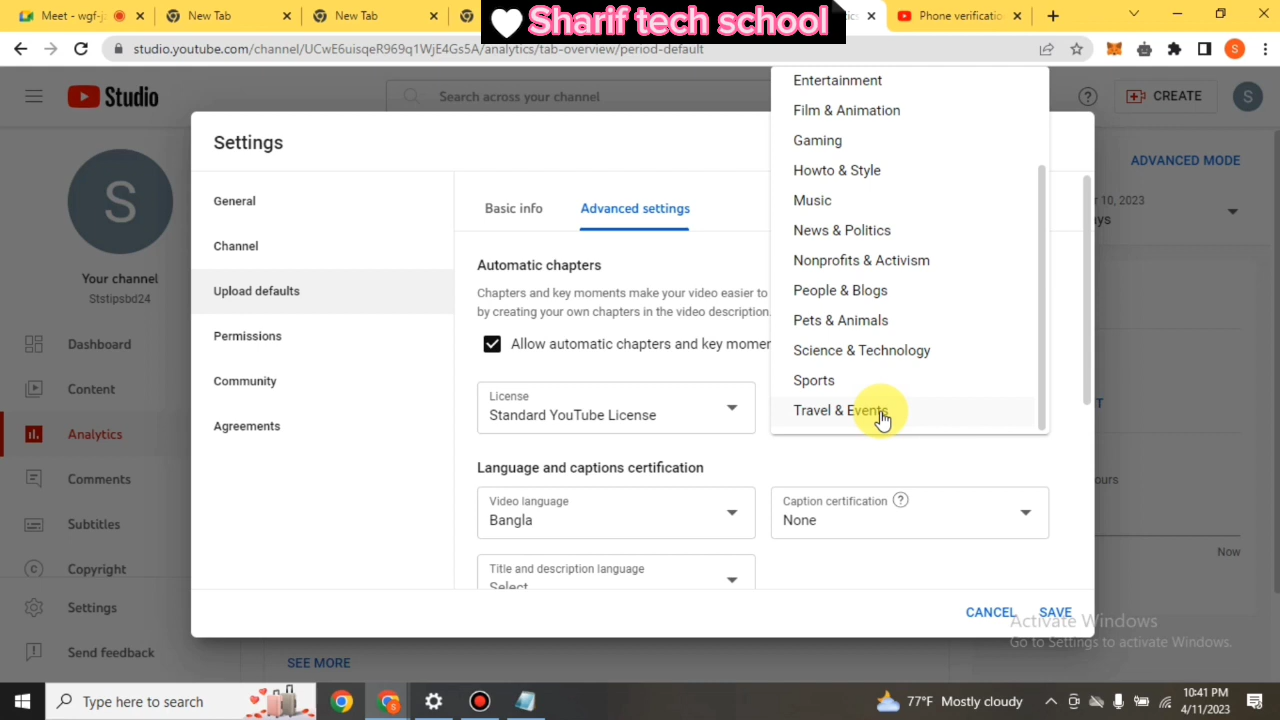 Meet - wgf-j
New Tab
New Tab
Sharif tech school
ics
Phone verificatio
studio.youtube.com/channel/UCwE6uisqeR969q1WjE4Gs5A/analytics/tab-overview/period-default
S
Studio
Search across your channel
CREATE
S
S
Your channel
Ststipsbd24
Dashboard
Content
Analytics
Comments
Subtitles
Copyright
Settings
Send feedback
Settings
General
Channel
Upload defaults
Permissions
Community
Agreements
Basic info
Advanced settings
Automatic chapters
Chapters and key moments make your video easier to
by creating your own chapters in the video description.
Allow automatic chapters and key momen
License
Standard YouTube License
Language and captions certification
Video language
Bangla
Caption certification
None
Title and description language
Select
CANCEL
SAVE
Entertainment
Film & Animation
Gaming
Howto & Style
Music
News & Politics
Nonprofits & Activism
People & Blogs
Pets & Animals
Science & Technology
Sports
Travel & Events
ADVANCED MODE
r 10, 2023
ays
T
ours
Now
SEE MORE
Activate Windows
Go to Settings to activate Windows.
Type here to search
77°F Mostly cloudy
10:41 PM
4/11/2023